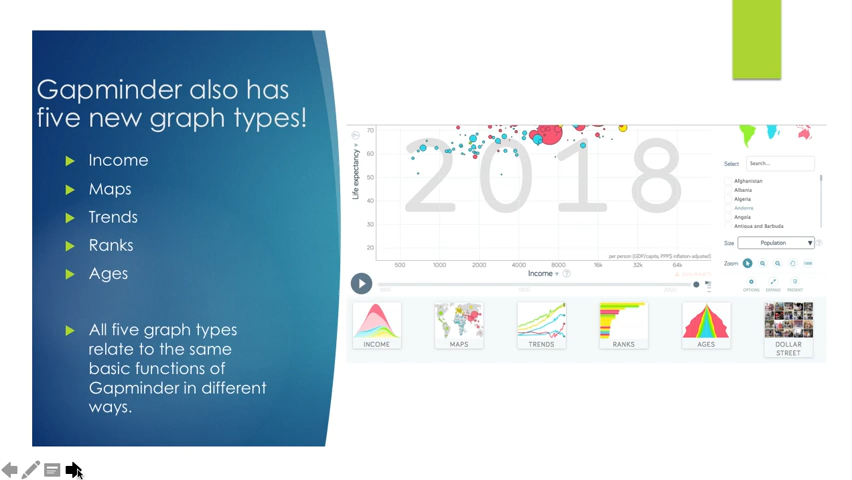 Gapminder also has
five new graph types!
Income
Maps
Trends
Ranks
Ages
All five graph types
relate to the same
basic functions of
Gapminder in different
ways.
2018
Life expectancy
70
60
50
40
30
20
500 1000 2000 4000 8000 16k 32k 64k
per person (GDP/capita, PPP$ inflation-adjusted)
Income
Select Search...
Afghanistan
Albania
Algeria
Andorra
Angola
Antigua and Barbuda
Size Population
Zoom
OPTIONS EXPAND PRESENT
INCOME MAPS TRENDS RANKS AGES DOLLAR
STREET